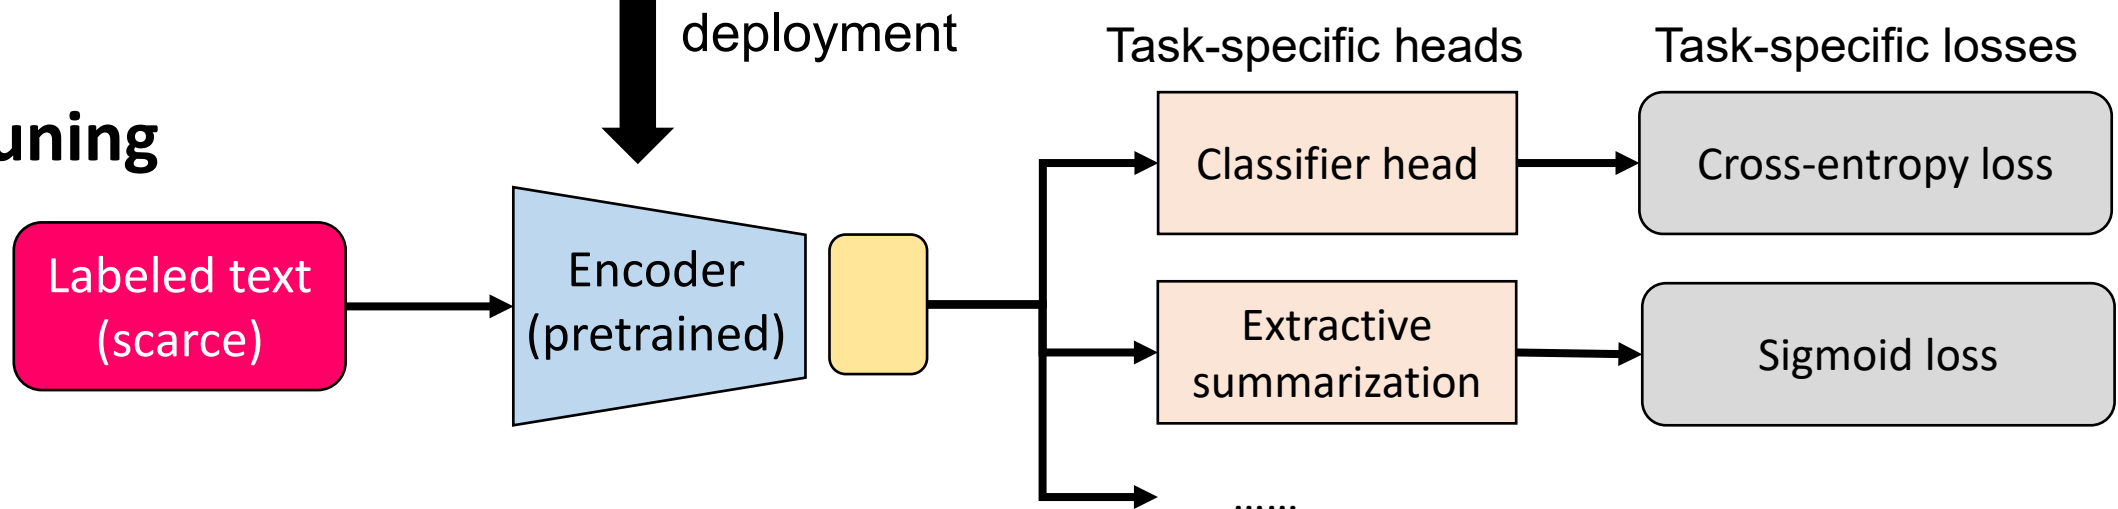 deployment
Task-specific heads
Task-specific losses
uning
Classifier head
Cross-entropy loss
Labeled text
(scarce)
Encoder
(pretrained)
Extractive
summarization
Sigmoid loss
......